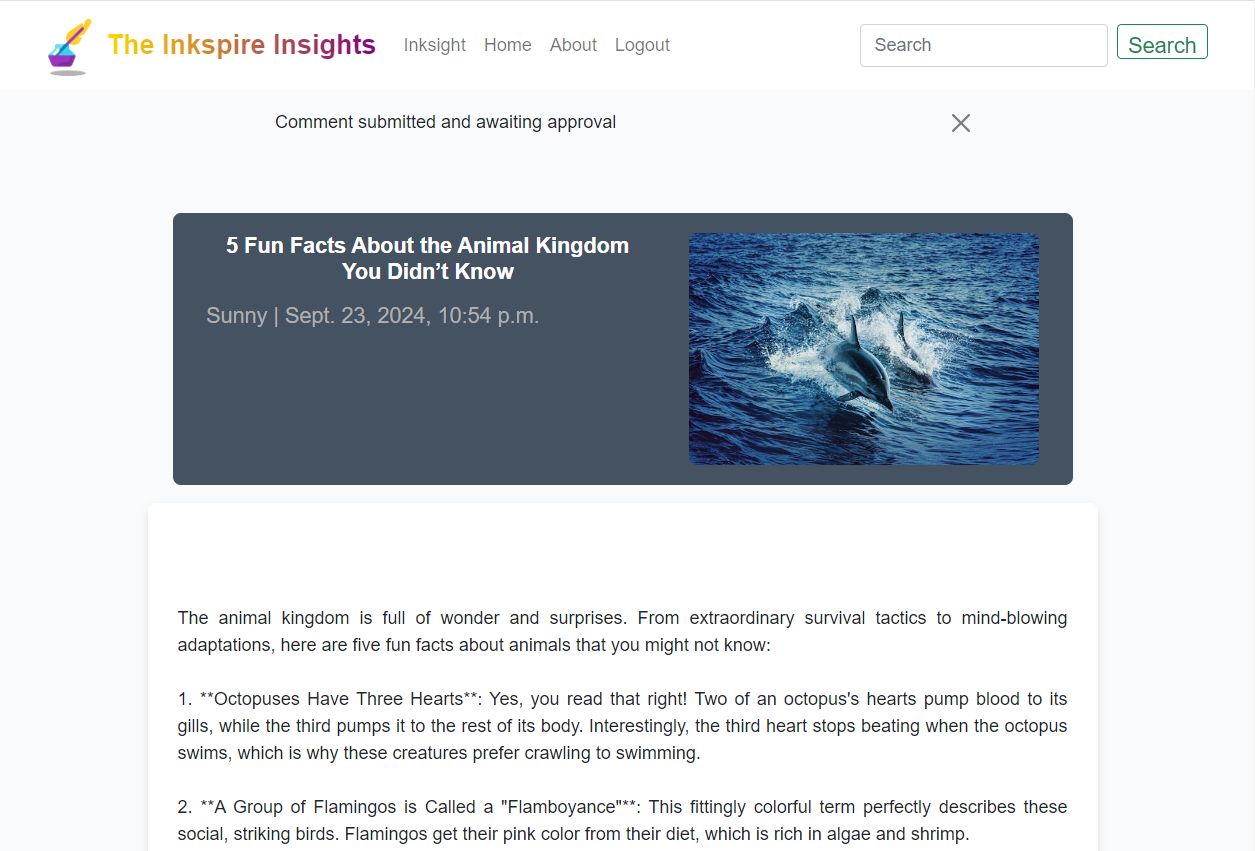 The Inkspire Insights
Inksight Home About Logout
Search
Search
Comment submitted and awaiting approval
5 Fun Facts About the Animal Kingdom
You Didn’t Know
Sunny | Sept. 23, 2024, 10:54 p.m.
The animal kingdom is full of wonder and surprises. From extraordinary survival tactics to mind-blowing
adaptations, here are five fun facts about animals that you might not know:
1. **Octopuses Have Three Hearts**: Yes, you read that right! Two of an octopus's hearts pump blood to its
gills, while the third pumps it to the rest of its body. Interestingly, the third heart stops beating when the octopus
swims, which is why these creatures prefer crawling to swimming.
2. **A Group of Flamingos is Called a "Flamboyance"**: This fittingly colorful term perfectly describes these
social, striking birds. Flamingos get their pink color from their diet, which is rich in algae and shrimp.